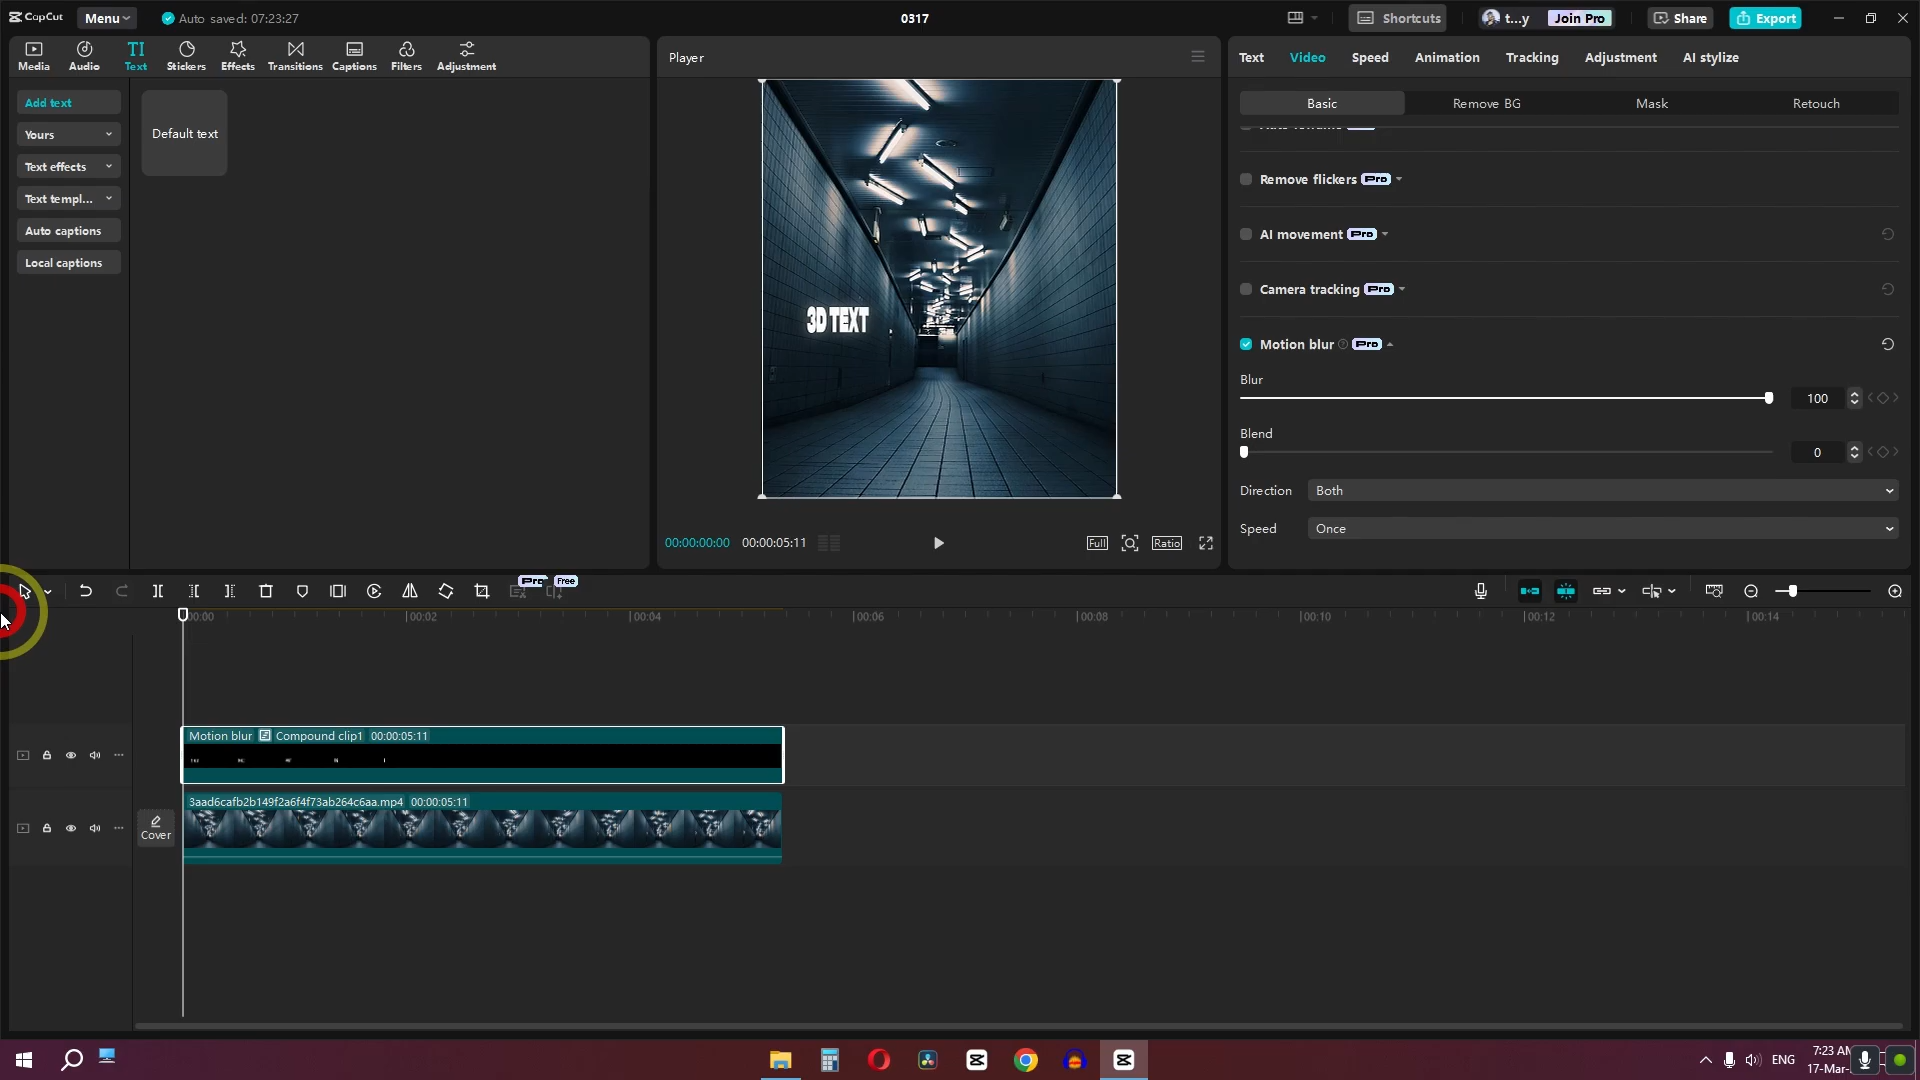 CapCut
Menu
Auto saved: 07:23:27
0317
Shortcuts
t...y
Join Pro
Share
Export
Media
Audio
TI
Text
Stickers
Effects
Transitions
Captions
Filters
Adjustment
Add text
Yours
Text effects
Text templ...
Auto captions
Local captions
Default text
Player
3D TEXT
00:00:00:00
00:00:05:11
Full
Ratio
Text
Video
Speed
Animation
Tracking
Adjustment
AI stylize
Basic
Remove BG
Mask
Retouch
Remove flickers Pro
AI movement Pro
Camera tracking Pro
Motion blur Pro
Blur
100
Blend
0
Direction
Both
Speed
Once
Pro
Free
00:00
00:02
00:04
00:06
00:08
00:10
00:12
00:14
Motion blur Compound clip1 00:00:05:11
3aad6cafb2b149f2a6f4f73ab264c6aa.mp4 00:00:05:11
Cover
ENG
7:23 AM
17-Mar-